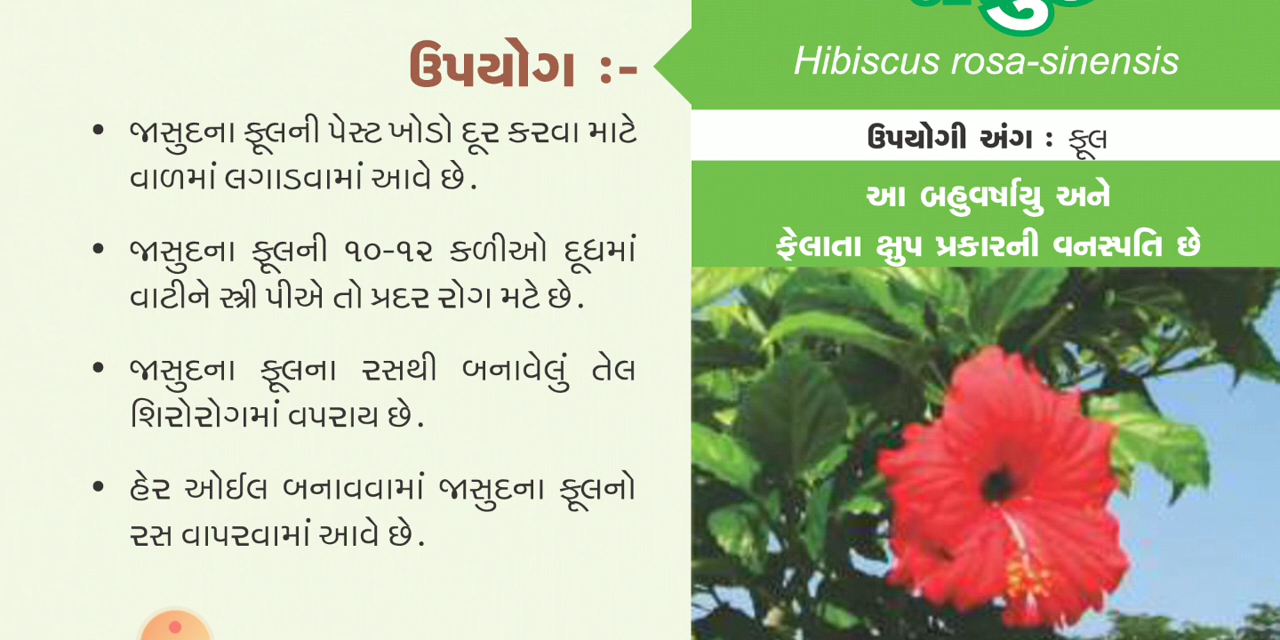 ઉપયોગ :-
• જાસુદના ફૂલની પેસ્ટ ખોડો દૂર કરવા માટે
વાળમાં લગાડવામાં આવે છે.
• જાસુદના ફૂલની ૧૦-૧૨ કળીઓ દૂધમાં
વાટીને સ્ત્રી પીએ તો પ્રદર રોગ મટે છે.
• જાસુદના ફૂલના રસથી બનાવેલું તેલ
શિરોરોગમાં વપરાય છે.
• હેર ઓઈલ બનાવવામાં જાસુદના ફૂલનો
રસ વાપરવામાં આવે છે.
Hibiscus rosa-sinensis
ઉપયોગી અંગ : ફૂલ
આ બહુવર્ષાયુ અને
ફેલાતા ક્ષુપ પ્રકારની વનસ્પતિ છે